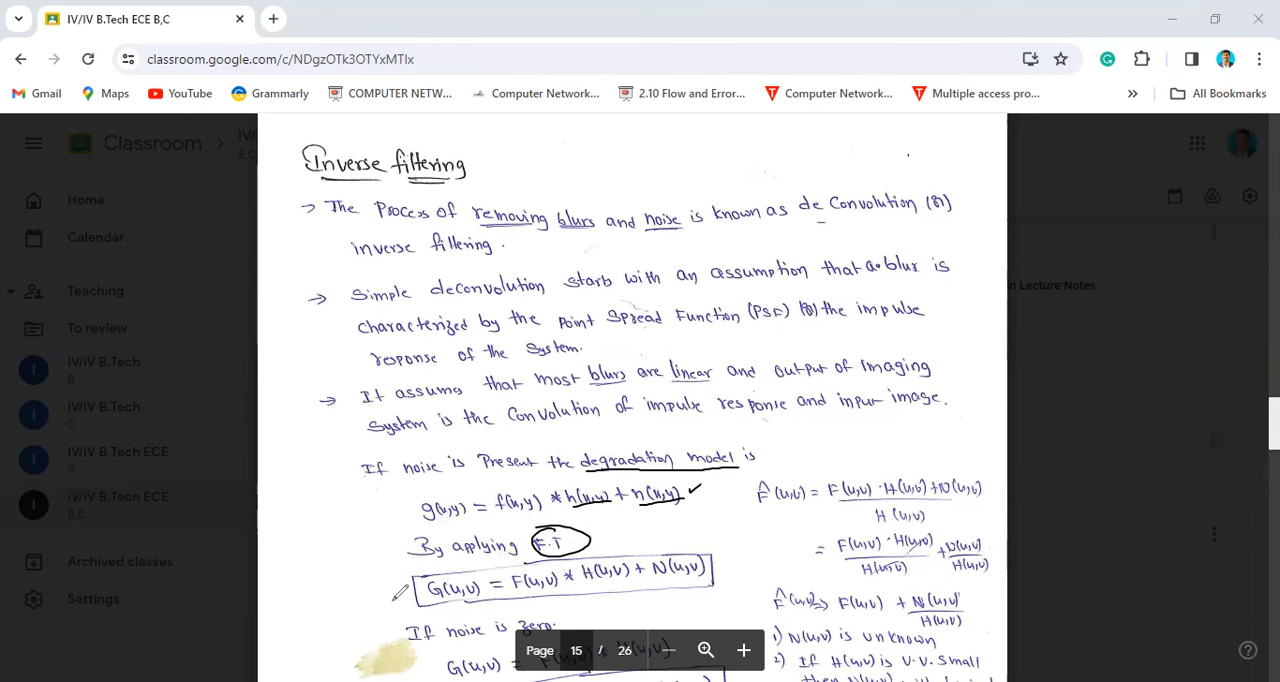 IV/IV B.Tech ECE B,C
classroom.google.com/c/NDgzOTk3OTYxMTIx
Gmail Maps YouTube Grammarly COMPUTER NETW... Computer Network... 2.10 Flow and Error... Computer Network... Multiple access pro... All Bookmarks
Classroom
Home
Calendar
Teaching
To review
IV/IV B.Tech
B
IV/IV B.Tech
C
IV/IV B.Tech ECE
A
IV/IV B.Tech ECE
B,C
Archived classes
Settings
n Lecture Notes
Inverse filtering
→ The Process of removing blurs and noise is known as de convolution (or)
inverse filtering.
→ Simple deconvolution starts with an assumption that a blur is
characterized by the point spread Function (PSF) (or) the impulse
response of the system.
→ It assumes that most blurs are linear and output of imaging
system is the convolution of impulse response and input image.
If noise is present the degradation model is
g(x,y) = f(x,y) * h(x,y) + n(x,y) ✓
By applying F.T
G(u,v) = F(u,v) * H(u,v) + N(u,v)
If noise is zero.
G(u,v) = F(u,v) * H(u,v)
F̂(u,v) = F(u,v) · H(u,v) + N(u,v)
H(u,v)
= F(u,v) · H(u,v) + N(u,v)
H(u,v) H(u,v)
F̂(u,v) ⇒ F(u,v) + N(u,v)
H(u,v)
1) N(u,v) is unknown
2) If H(u,v) is v.v. small
Page 15 / 26